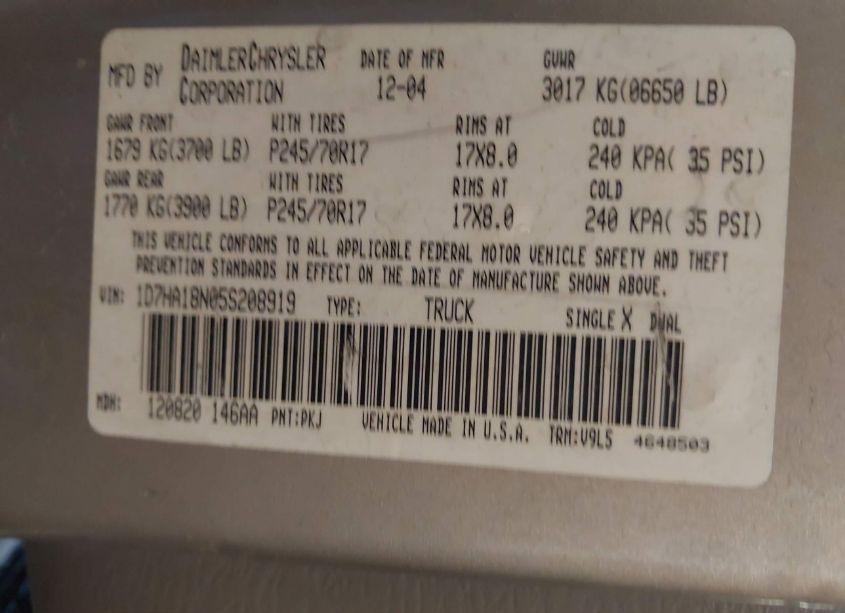 MFD BY DAIMLERCHRYSLER CORPORATION DATE OF MFR 12-04 GVWR 3017 KG(06650 LB)
GAWR FRONT WITH TIRES RIMS AT COLD
1679 KG(3700 LB) P245/70R17 17X8.0 240 KPA( 35 PSI)
GAWR REAR WITH TIRES RIMS AT COLD
1770 KG(3900 LB) P245/70R17 17X8.0 240 KPA( 35 PSI)
THIS VEHICLE CONFORMS TO ALL APPLICABLE FEDERAL MOTOR VEHICLE SAFETY AND THEFT
PREVENTION STANDARDS IN EFFECT ON THE DATE OF MANUFACTURE SHOWN ABOVE.
VIN: 1D7HA18N05S208919 TYPE: TRUCK SINGLE X DUAL
MDH: 120820 146AA PNT:PKJ VEHICLE MADE IN U.S.A. TRM:V9L5 4648503